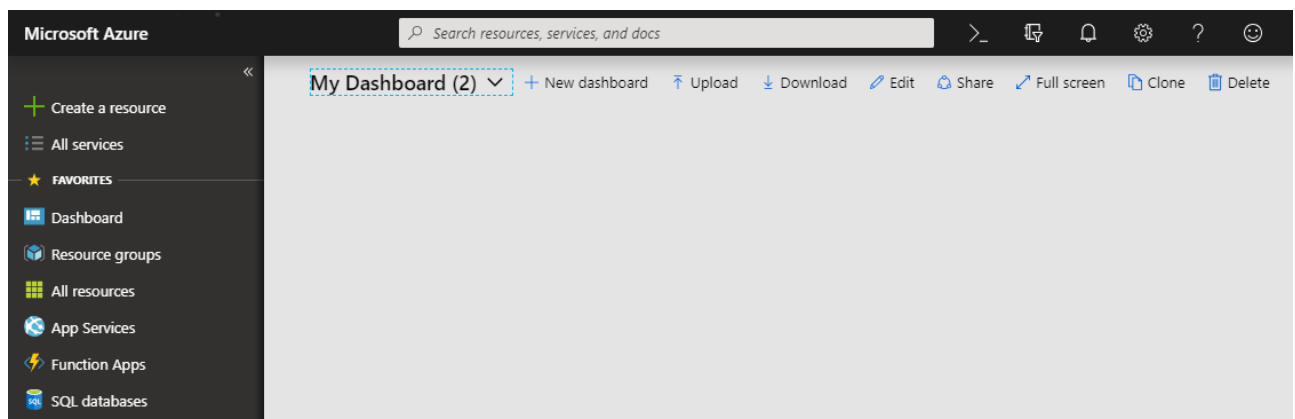 Microsoft Azure
Search resources, services, and docs
My Dashboard (2) New dashboard Upload Download Edit Share Full screen Clone Delete
Create a resource
All services
FAVORITES
Dashboard
Resource groups
All resources
App Services
Function Apps
SQL databases